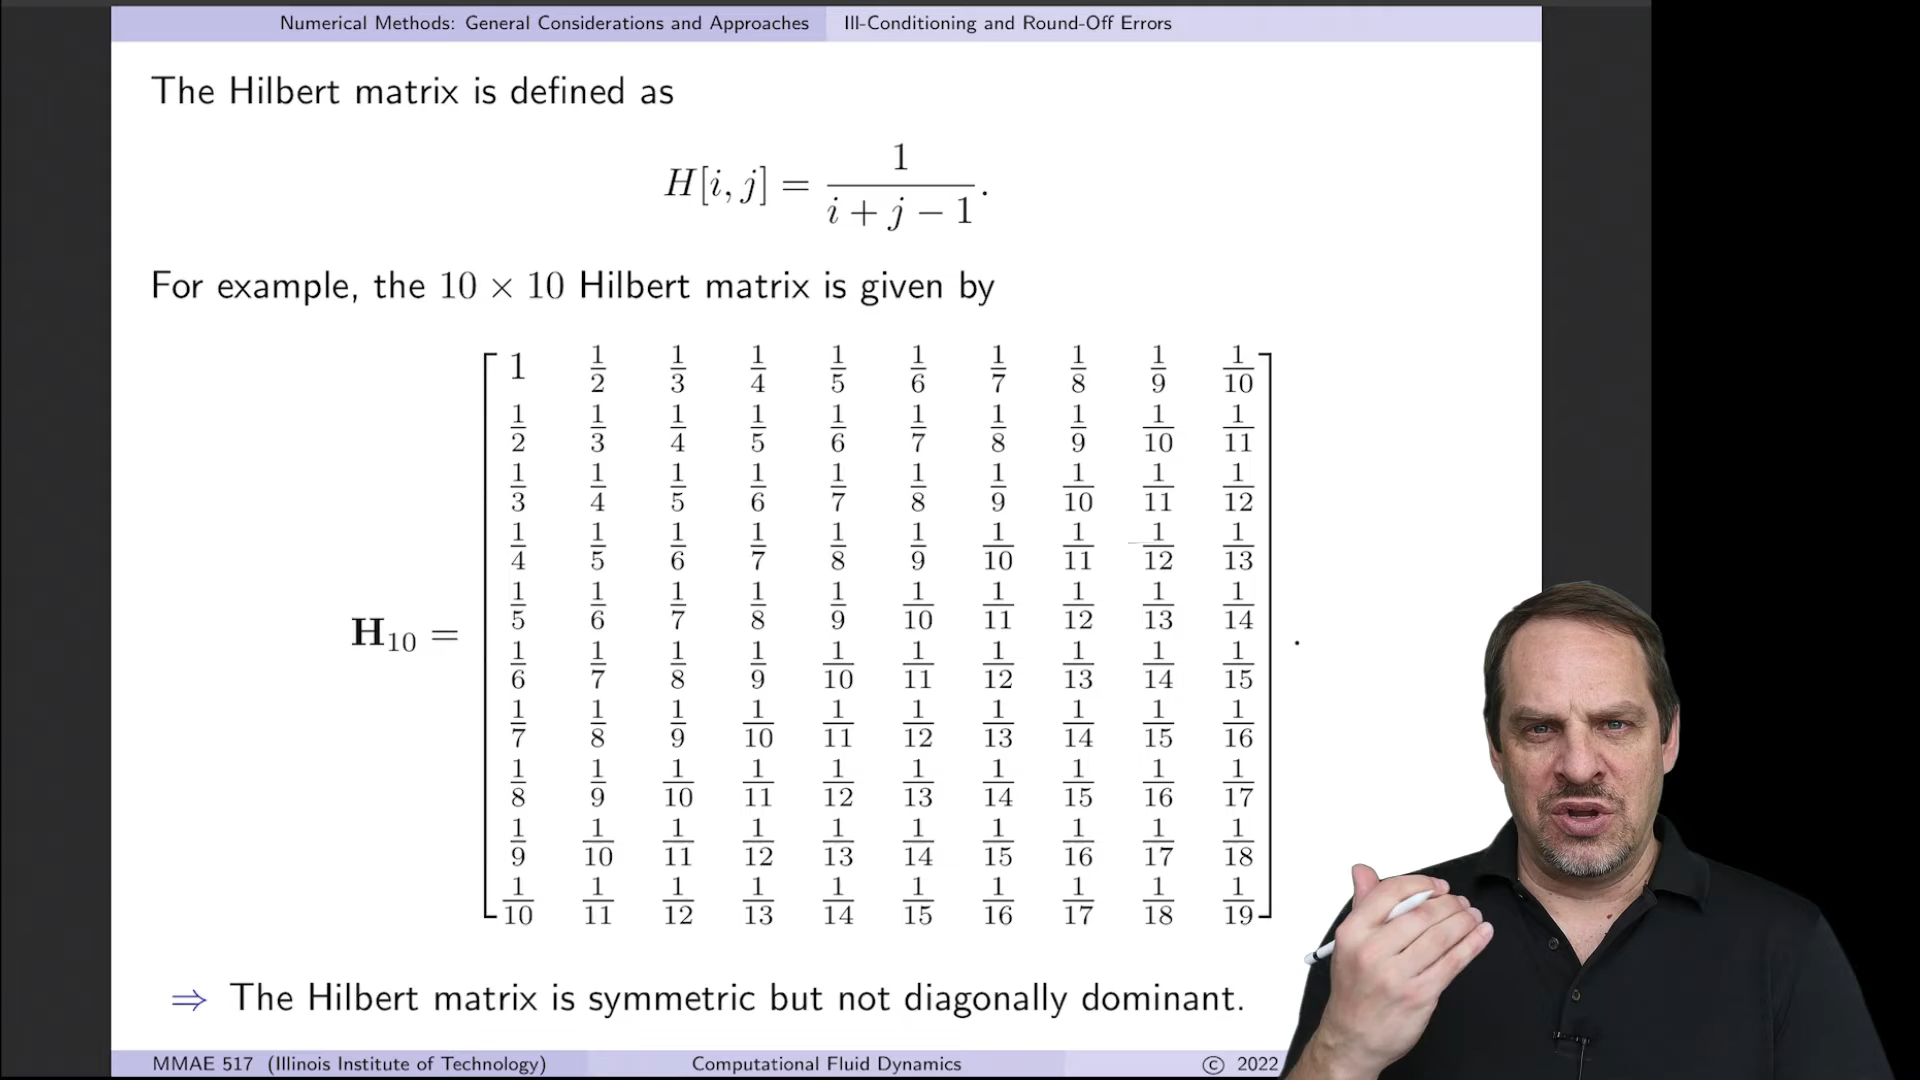 Numerical Methods: General Considerations and Approaches Ill-Conditioning and Round-Off Errors
The Hilbert matrix is defined as
H[i, j] = 1/(i + j − 1).
For example, the 10 × 10 Hilbert matrix is given by
1 1/2 1/3 1/4 1/5 1/6 1/7 1/8 1/9 1/10
1/2 1/3 1/4 1/5 1/6 1/7 1/8 1/9 1/10 1/11
1/3 1/4 1/5 1/6 1/7 1/8 1/9 1/10 1/11 1/12
1/4 1/5 1/6 1/7 1/8 1/9 1/10 1/11 1/12 1/13
1/5 1/6 1/7 1/8 1/9 1/10 1/11 1/12 1/13 1/14
H10 = 1/6 1/7 1/8 1/9 1/10 1/11 1/12 1/13 1/14 1/15 .
1/7 1/8 1/9 1/10 1/11 1/12 1/13 1/14 1/15 1/16
1/8 1/9 1/10 1/11 1/12 1/13 1/14 1/15 1/16 1/17
1/9 1/10 1/11 1/12 1/13 1/14 1/15 1/16 1/17 1/18
1/10 1/11 1/12 1/13 1/14 1/15 1/16 1/17 1/18 1/19
⇒ The Hilbert matrix is symmetric but not diagonally dominant.
MMAE 517 (Illinois Institute of Technology) Computational Fluid Dynamics © 2022